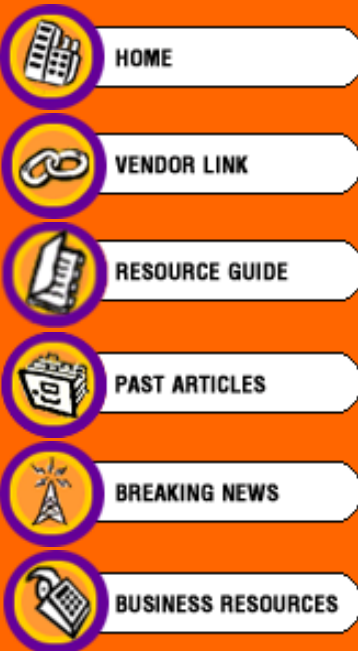 HOME
VENDOR LINK
RESOURCE GUIDE
PAST ARTICLES
BREAKING NEWS
BUSINESS RESOURCES